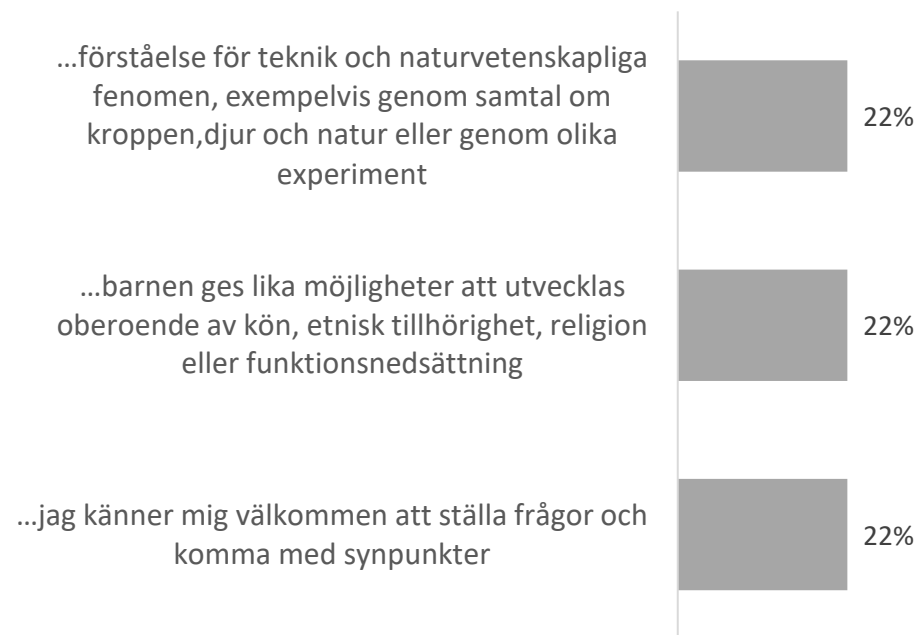 ...förståelse för teknik och naturvetenskapliga
fenomen, exempelvis genom samtal om
kroppen,djur och natur eller genom olika
experiment
22%
...barnen ges lika möjligheter att utvecklas
oberoende av kön, etnisk tillhörighet, religion
eller funktionsnedsättning
22%
...jag känner mig välkommen att ställa frågor och
komma med synpunkter
22%